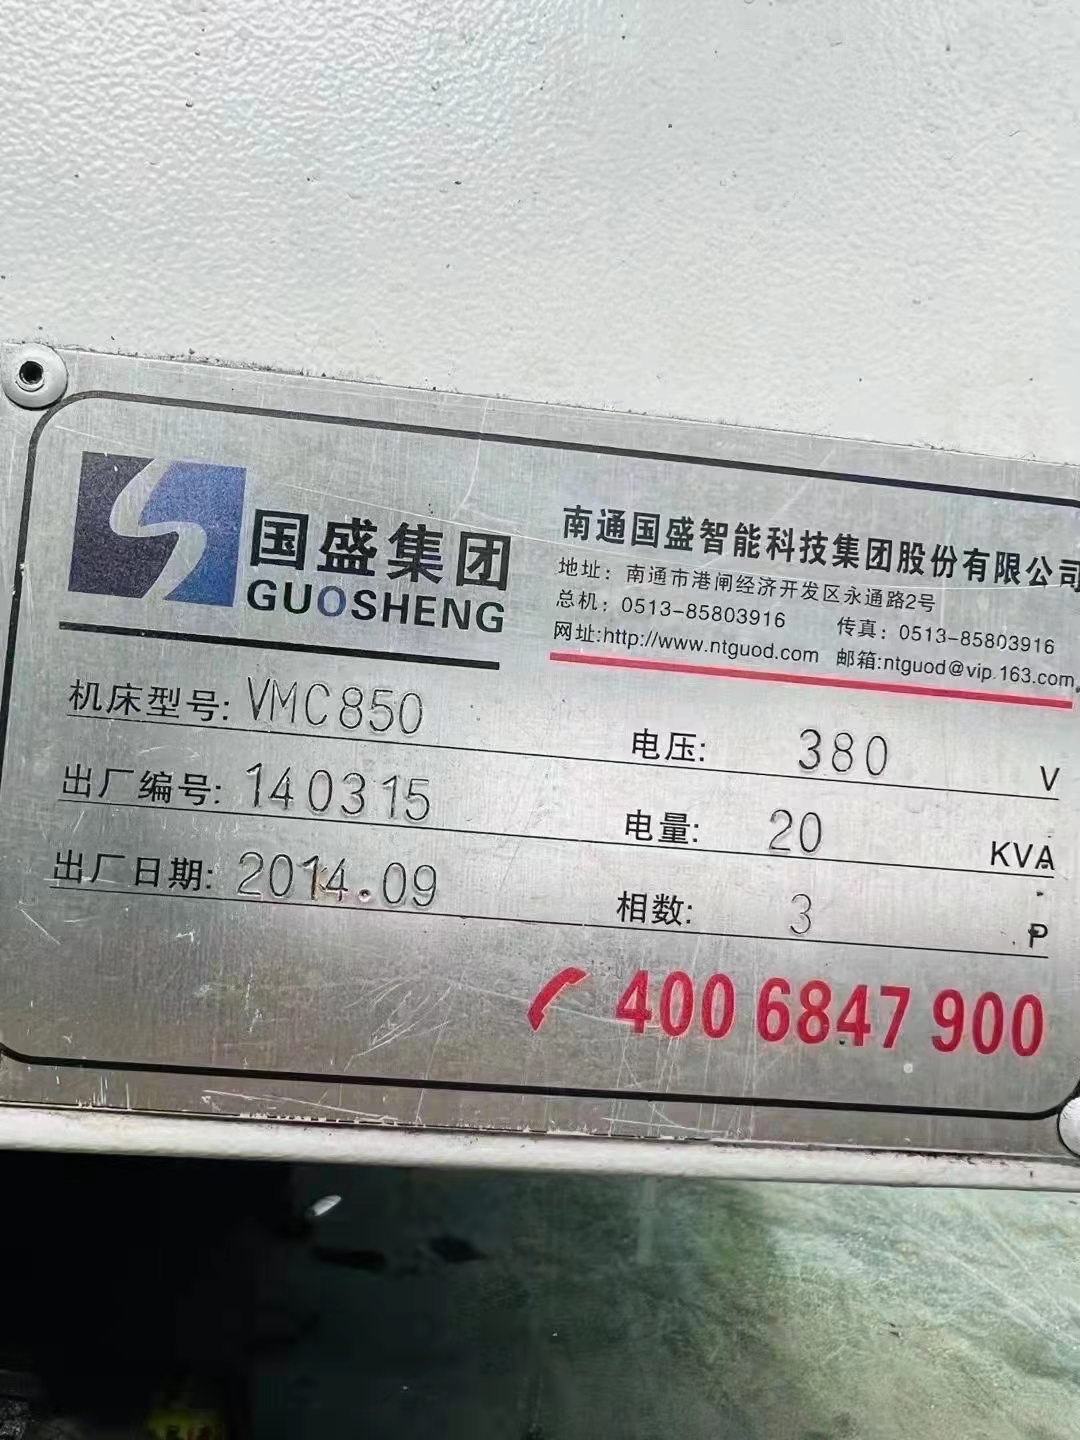 国盛集团
GUOSHENG
南通国盛智能科技集团股份有限公司
地址：南通市港闸经济开发区永通路2号
总机：0513-85803916 传真：0513-85803916
网址:http://www.ntguod.com 邮箱:ntguod@vip.163.com
机床型号: VMC850
电压: 380 V
出厂编号: 140315
电量: 20 KVA
出厂日期: 2014.09
相数: 3 P
400 6847 900